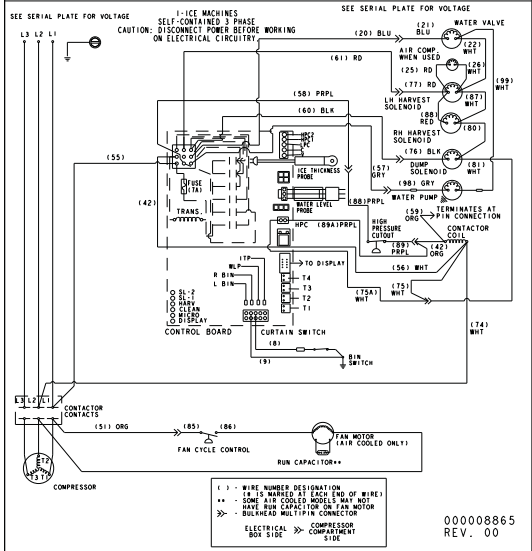 SEE SERIAL PLATE FOR VOLTAGE
L3 L2 L1
I-ICE MACHINES
SELF-CONTAINED 3 PHASE
CAUTION: DISCONNECT POWER BEFORE WORKING
ON ELECTRICAL CIRCUITRY
SEE SERIAL PLATE FOR VOLTAGE
(20) BLU
(21)
BLU
WATER VALVE
(22)
WHT
AIR COMP.
WHEN USED
(61) RD
(25) RD
(26)
WHT
(99)
WHT
(77) RD
(87)
WHT
LH HARVEST
SOLENOID
(58) PRPL
(88)
RED
(60) BLK
(80)
RH HARVEST
SOLENOID
(76) BLK
DUMP
SOLENOID
(81)
WHT
(57)
GRY
(98) GRY
WATER PUMP
(55)
(42)
FUSE
(7A)
TRANS.
ICE THICKNESS
PROBE
WATER LEVEL
PROBE
HPC
(89A) PRPL
(88) PRPL
HIGH
PRESSURE
CUTOUT
(59)
ORG
TERMINATES AT
PIN CONNECTION
CONTACTOR
COIL
(89)
PRPL
(42)
ORG
(56) WHT
(75)
WHT
(75A)
WHT
(74)
WHT
TO DISPLAY
T4
T3
T2
T1
ITP
WLP
R BIN
L BIN
SL-2
SL-1
HARV
CLEAN
MICRO
DISPLAY
CONTROL BOARD
CURTAIN SWITCH
(8)
(9)
BIN
SWITCH
L3 L2 L1
CONTACTOR
CONTACTS
(51) ORG
(85)
(86)
FAN CYCLE CONTROL
FAN MOTOR
(AIR COOLED ONLY)
RUN CAPACITOR**
T2
T3 T1
COMPRESSOR
( ) - WIRE NUMBER DESIGNATION
(# IS MARKED AT EACH END OF WIRE)
** - SOME AIR COOLED MODELS MAY NOT
HAVE RUN CAPACITOR ON FAN MOTOR
>>- - BULKHEAD MULTIPIN CONNECTOR
ELECTRICAL >>- COMPRESSOR
BOX SIDE COMPARTMENT
SIDE
000008865
REV. 00